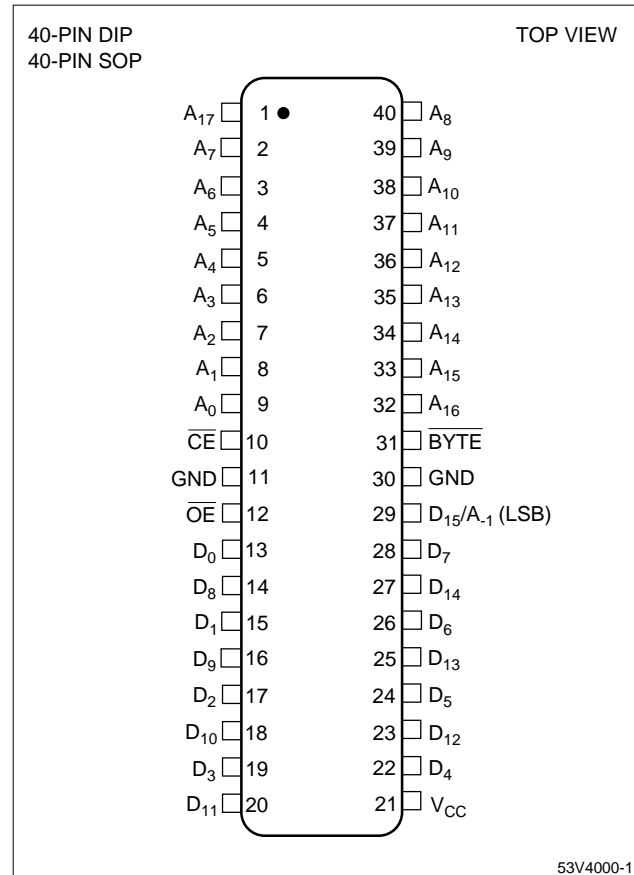 40-PIN DIP TOP VIEW
40-PIN SOP
A17 1 40 A8
A7 2 39 A9
A6 3 38 A10
A5 4 37 A11
A4 5 36 A12
A3 6 35 A13
A2 7 34 A14
A1 8 33 A15
A0 9 32 A16
C̅E̅ 10 31 B̅Y̅T̅E̅
GND 11 30 GND
O̅E̅ 12 29 D15/A-1 (LSB)
D0 13 28 D7
D8 14 27 D14
D1 15 26 D6
D9 16 25 D13
D2 17 24 D5
D10 18 23 D12
D3 19 22 D4
D11 20 21 VCC
53V4000-1